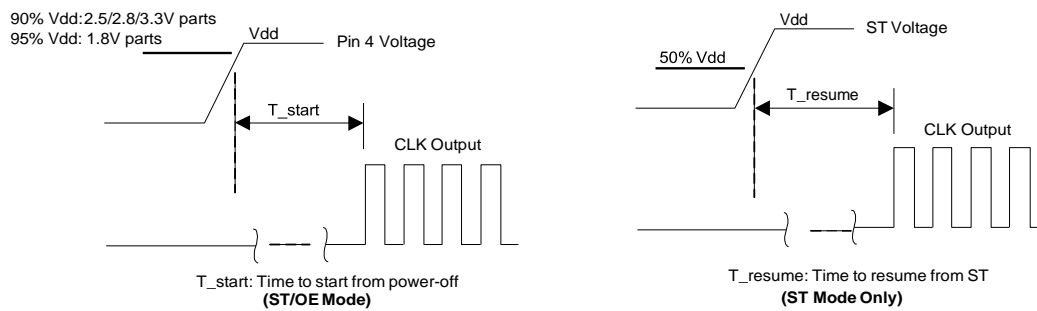 90% Vdd:2.5/2.8/3.3V parts
95% Vdd: 1.8V parts
Vdd
Pin 4 Voltage
T_start
CLK Output
T_start: Time to start from power-off
(ST/OE Mode)
Vdd
ST Voltage
50% Vdd
T_resume
CLK Output
T_resume: Time to resume from ST
(ST Mode Only)